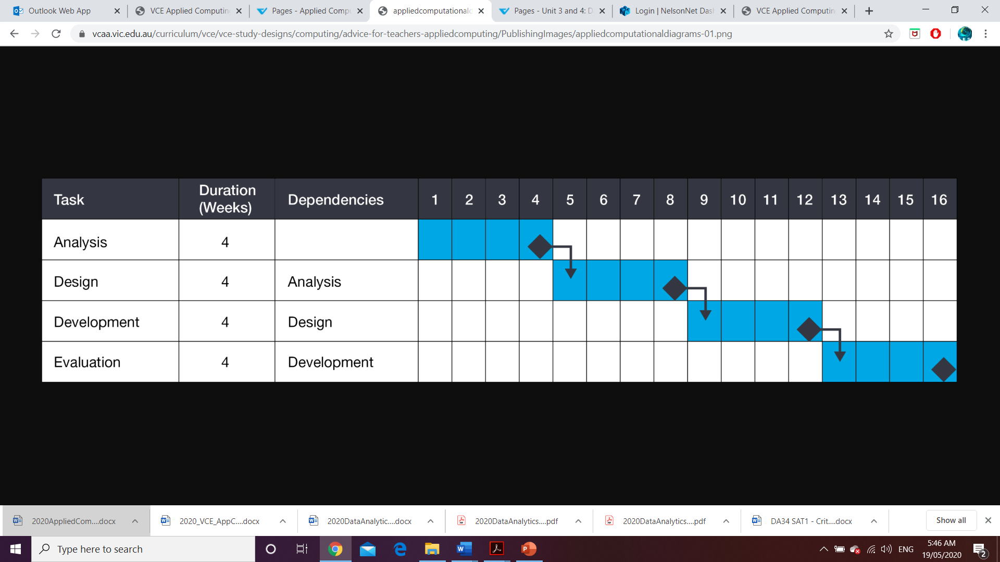 Outlook Web App
VCE Applied Computin
Pages - Applied Compu
appliedcomputationald
Pages - Unit 3 and 4: D
Login | NelsonNet Das
VCE Applied Computin
vcaa.vic.edu.au/curriculum/vce/vce-study-designs/computing/advice-for-teachers-appliedcomputing/PublishingImages/appliedcomputationaldiagrams-01.png
Task Duration (Weeks) Dependencies 1 2 3 4 5 6 7 8 9 10 11 12 13 14 15 16
Analysis 4
Design 4 Analysis
Development 4 Design
Evaluation 4 Development
2020AppliedCom....docx
2020_VCE_AppC....docx
2020DataAnalytic....docx
2020DataAnalytics....pdf
2020DataAnalytics....pdf
DA34 SAT1 - Crit....docx
Show all
Type here to search
ENG
5:46 AM
19/05/2020
2